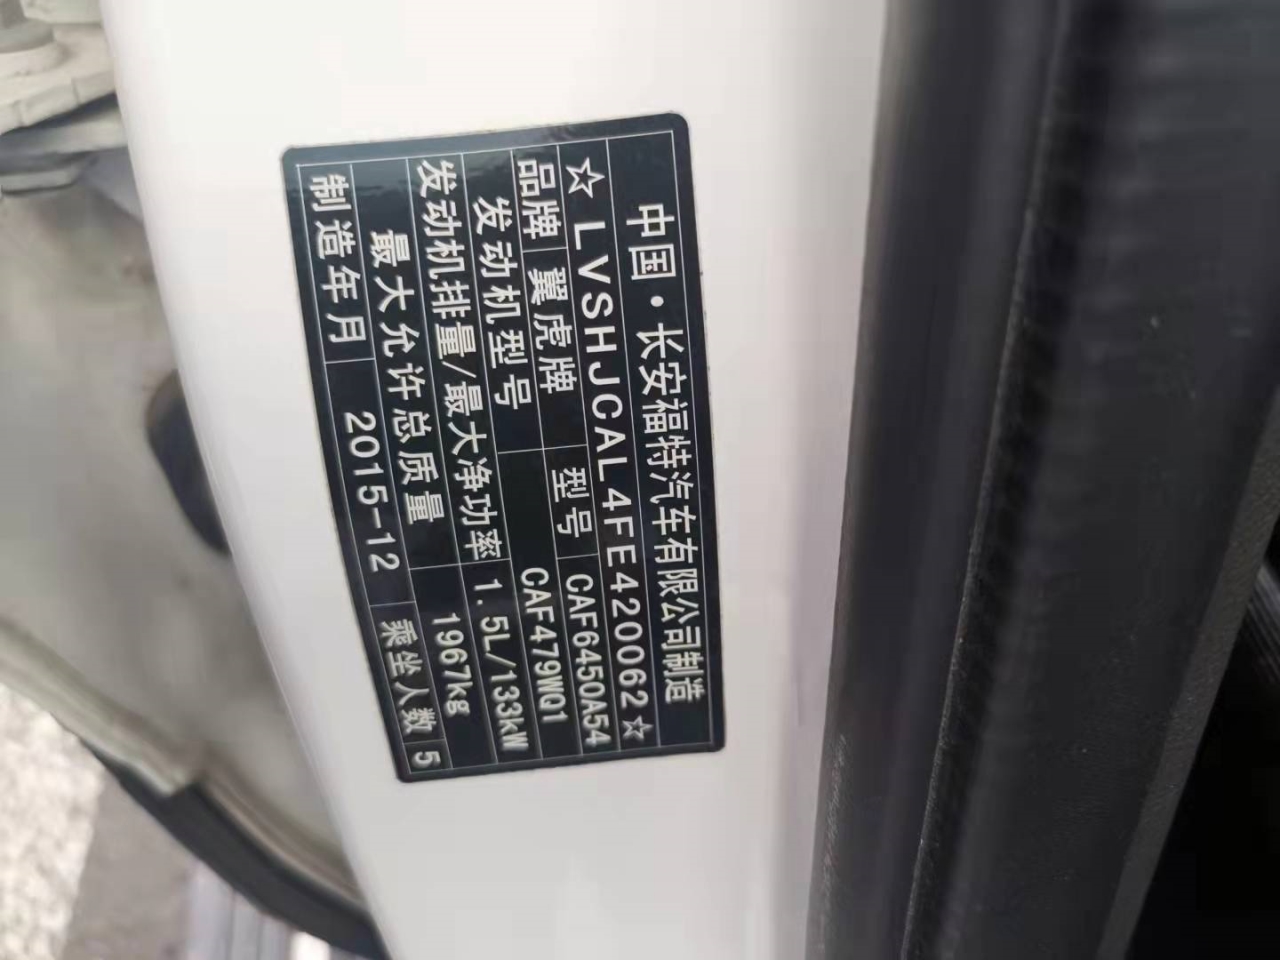 中国·长安福特汽车有限公司制造
☆LVSHJCAL4FE420062☆
品牌 翼虎牌 型号 CAF6450A54
发动机型号 CAF479WQ1
发动机排量/最大净功率 1.5L/133kW
最大允许总质量 1967kg
制造年月 2015-12 乘坐人数 5